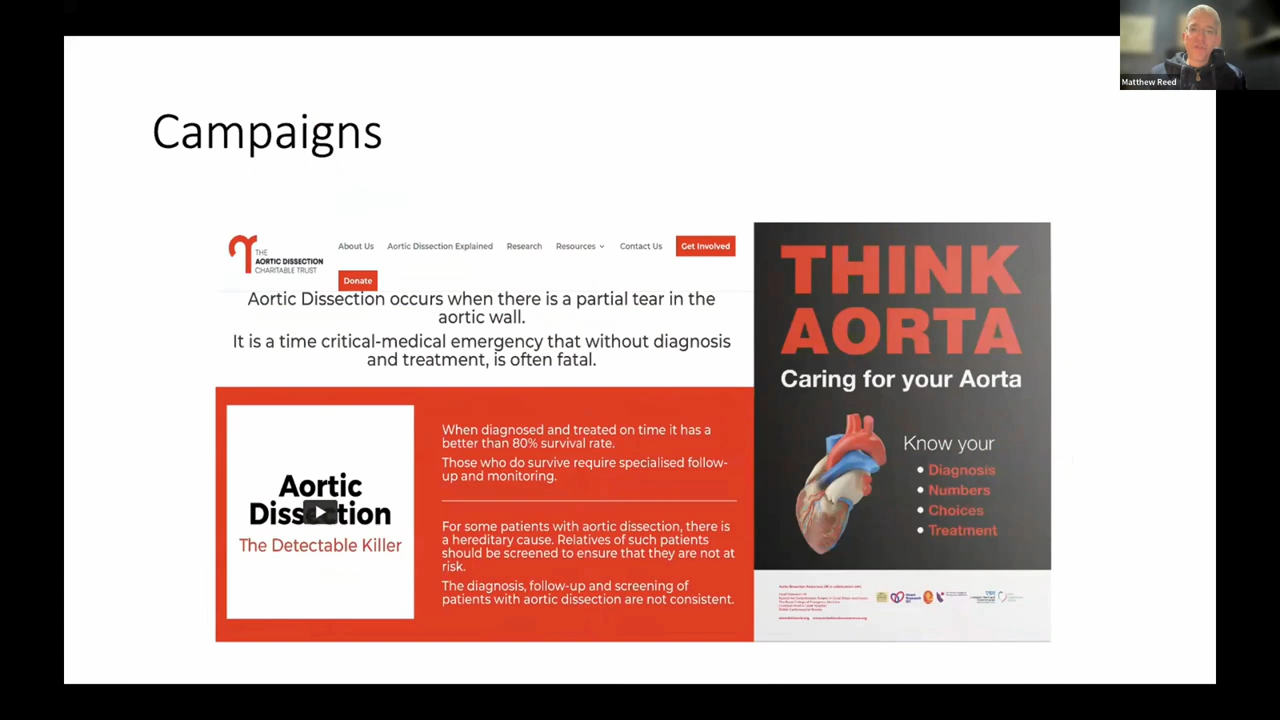 Matthew Reed
Campaigns
THE
AORTIC DISSECTION
CHARITABLE TRUST
About Us
Aortic Dissection Explained
Research
Resources
Contact Us
Get Involved
Donate
Aortic Dissection occurs when there is a partial tear in the
aortic wall.
It is a time critical-medical emergency that without diagnosis
and treatment, is often fatal.
Aortic
Dissection
The Detectable Killer
When diagnosed and treated on time it has a
better than 80% survival rate.
Those who do survive require specialised follow-
up and monitoring.
For some patients with aortic dissection, there is
a hereditary cause. Relatives of such patients
should be screened to ensure that they are not at
risk.
The diagnosis, follow-up and screening of
patients with aortic dissection are not consistent.
THINK
AORTA
Caring for your Aorta
Know your
• Diagnosis
• Numbers
• Choices
• Treatment